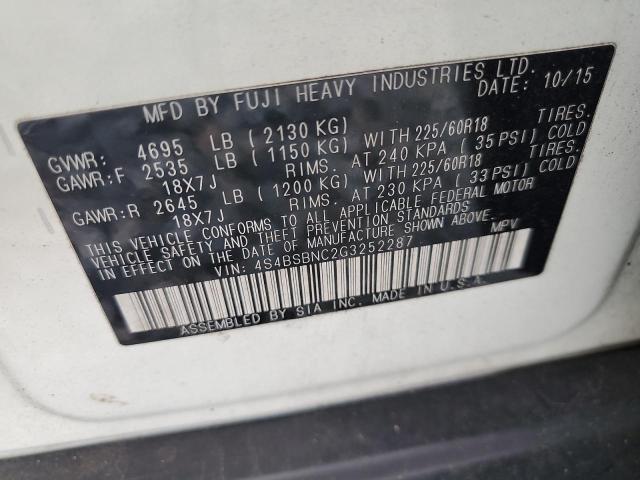 MFD BY FUJI HEAVY INDUSTRIES LTD.
DATE: 10/15
GVWR: 4695 LB (2130 KG)
GAWR:F 2535 LB (1150 KG) WITH 225/60R18 TIRES.
18X7J RIMS. AT 240 KPA (35 PSI) COLD
GAWR:R 2645 LB (1200 KG) WITH 225/60R18 TIRES.
18X7J RIMS. AT 230 KPA (33 PSI) COLD
THIS VEHICLE CONFORMS TO ALL APPLICABLE FEDERAL MOTOR
VEHICLE SAFETY AND THEFT PREVENTION STANDARDS
IN EFFECT ON THE DATE OF MANUFACTURE SHOWN ABOVE.
VIN: 4S4BSBNC2G3252287 MPV
ASSEMBLED BY SIA INC. MADE IN U.S.A.